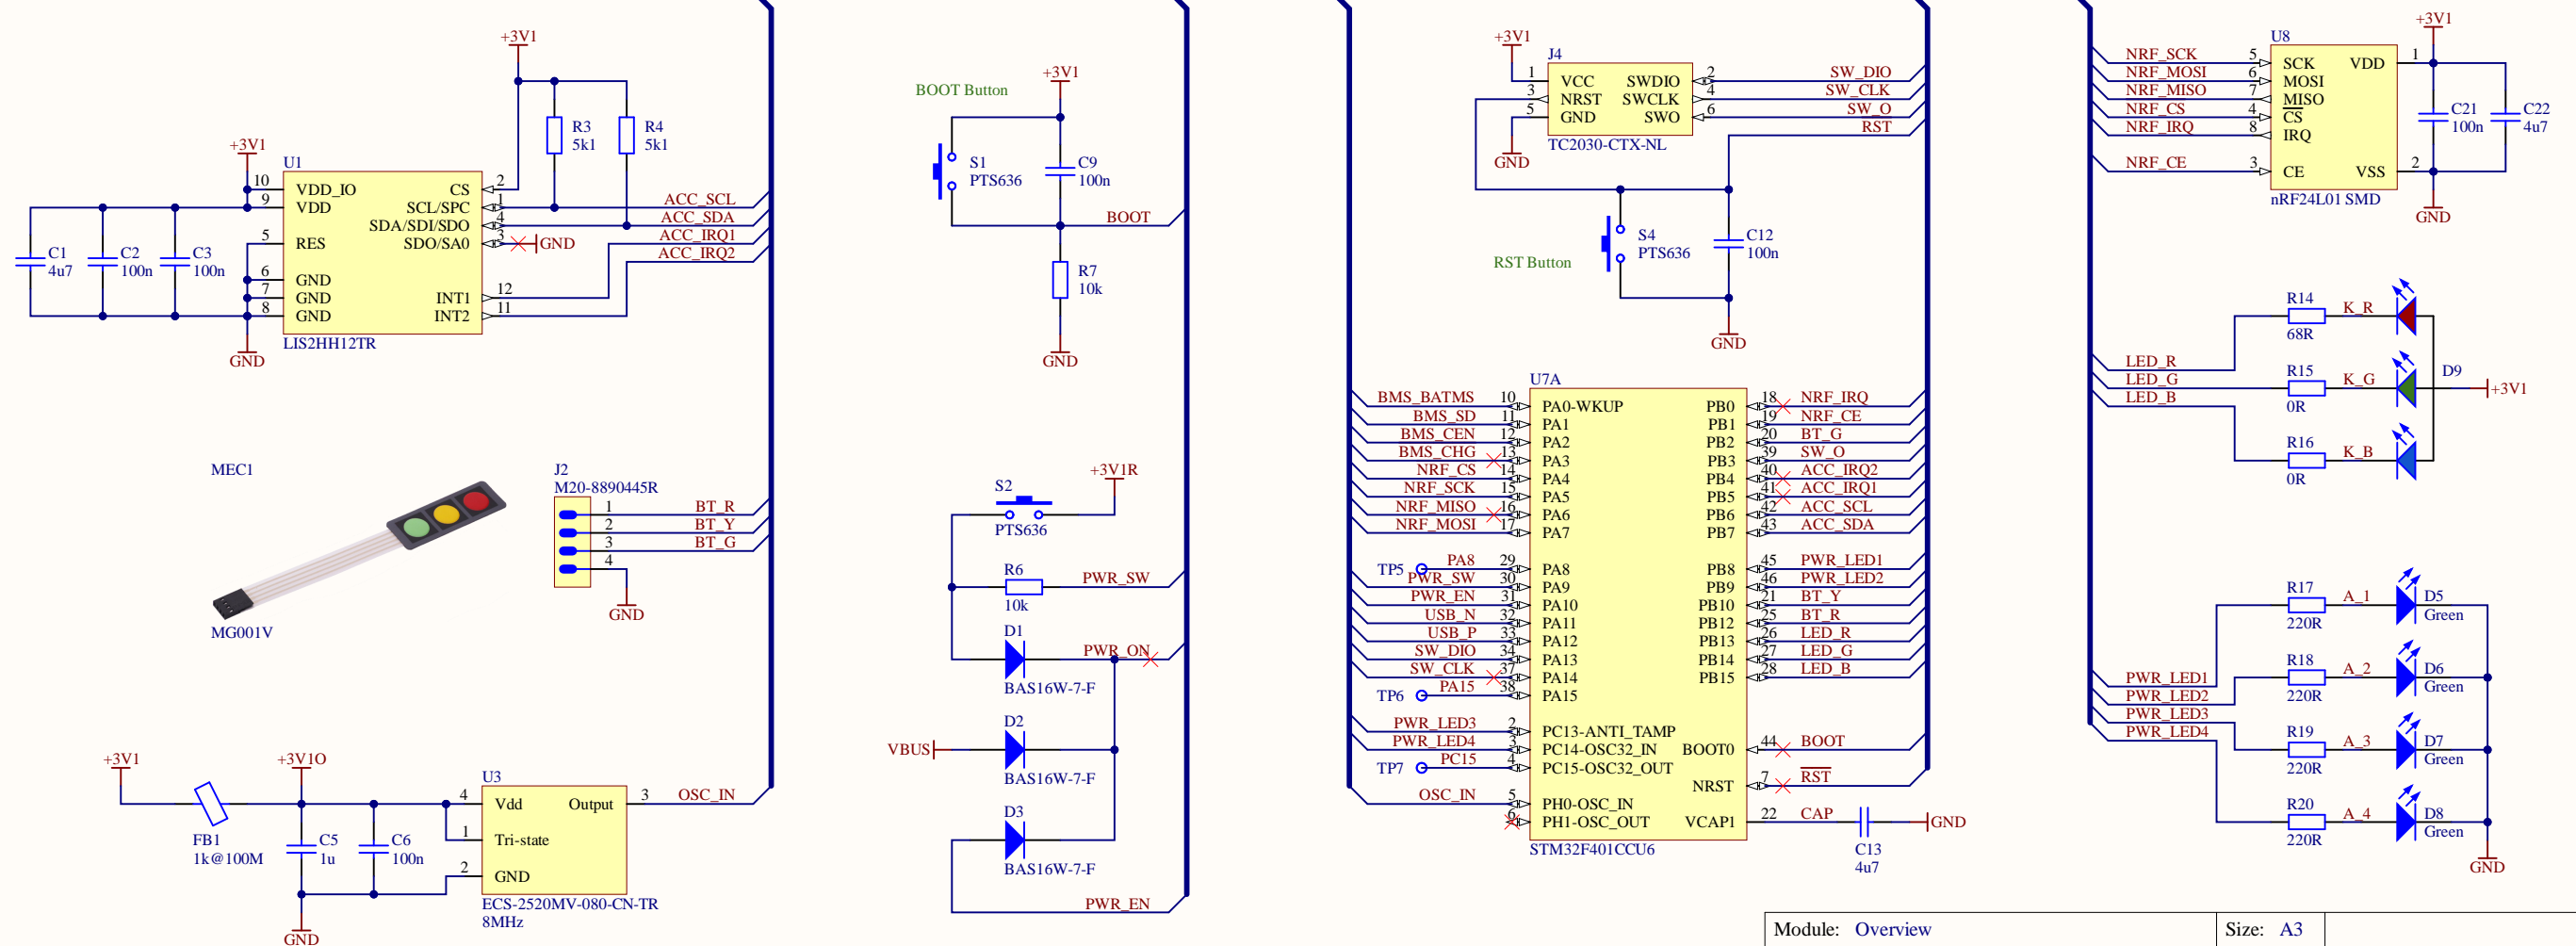 +3V1
+3V1
U1
10 VDD_IO CS 2
9 VDD SCL/SPC 1
SDA/SDI/SDO 4
5 RES SDO/SA0 3 GND
6 GND
7 GND INT1 12
8 GND INT2 11
LIS2HH12TR
GND
C1
4u7
C2
100n
C3
100n
R3
5k1
R4
5k1
ACC_SCL
ACC_SDA
ACC_IRQ1
ACC_IRQ2
MEC1
MG001V
J2
M20-8890445R
1 BT_R
2 BT_Y
3 BT_G
4
GND
+3V1
+3V1O
FB1
1k@100M
C5
1u
C6
100n
U3
4 Vdd Output 3 OSC_IN
1 Tri-state
2 GND
ECS-2520MV-080-CN-TR
8MHz
GND
BOOT Button
+3V1
S1
PTS636
C9
100n
BOOT
R7
10k
GND
+3V1R
S2
PTS636
R6
10k
PWR_SW
D1
BAS16W-7-F
PWR_ON
D2
VBUS
BAS16W-7-F
D3
BAS16W-7-F
PWR_EN
+3V1
J4
1 VCC SWDIO 2 SW_DIO
3 NRST SWCLK 4 SW_CLK
5 GND SWO 6 SW_O
RST
TC2030-CTX-NL
GND
RST Button
S4
PTS636
C12
100n
GND
U7A
BMS_BATMS 10 PA0-WKUP PB0 18 NRF_IRQ
BMS_SD 11 PA1 PB1 19 NRF_CE
BMS_CEN 12 PA2 PB2 20 BT_G
BMS_CHG 13 PA3 PB3 39 SW_O
NRF_CS 14 PA4 PB4 40 ACC_IRQ2
NRF_SCK 15 PA5 PB5 41 ACC_IRQ1
NRF_MISO 16 PA6 PB6 42 ACC_SCL
NRF_MOSI 17 PA7 PB7 43 ACC_SDA
TP5 PA8 29 PA8 PB8 45 PWR_LED1
PWR_SW 30 PA9 PB9 46 PWR_LED2
PWR_EN 31 PA10 PB10 21 BT_Y
USB_N 32 PA11 PB12 25 BT_R
USB_P 33 PA12 PB13 26 LED_R
SW_DIO 34 PA13 PB14 27 LED_G
SW_CLK 37 PA14 PB15 28 LED_B
TP6 PA15 38 PA15
PWR_LED3 2 PC13-ANTI_TAMP
PWR_LED4 3 PC14-OSC32_IN BOOT0 44 BOOT
TP7 PC15 4 PC15-OSC32_OUT
NRST 7 RST
OSC_IN 5 PH0-OSC_IN
6 PH1-OSC_OUT VCAP1 22 CAP GND
STM32F401CCU6
C13
4u7
+3V1
U8
NRF_SCK 5 SCK VDD 1
NRF_MOSI 6 MOSI
NRF_MISO 7 MISO
NRF_CS 4 CS
NRF_IRQ 8 IRQ
NRF_CE 3 CE VSS 2
nRF24L01 SMD
C21
100n
C22
4u7
GND
R14 K_R
68R
LED_R
LED_G
LED_B
R15 K_G
0R
D9
+3V1
R16 K_B
0R
R17 A_1 D5
220R Green
R18 A_2 D6
220R Green
PWR_LED1
PWR_LED2
PWR_LED3
PWR_LED4
R19 A_3 D7
220R Green
R20 A_4 D8
220R Green
GND
Module: Overview Size: A3